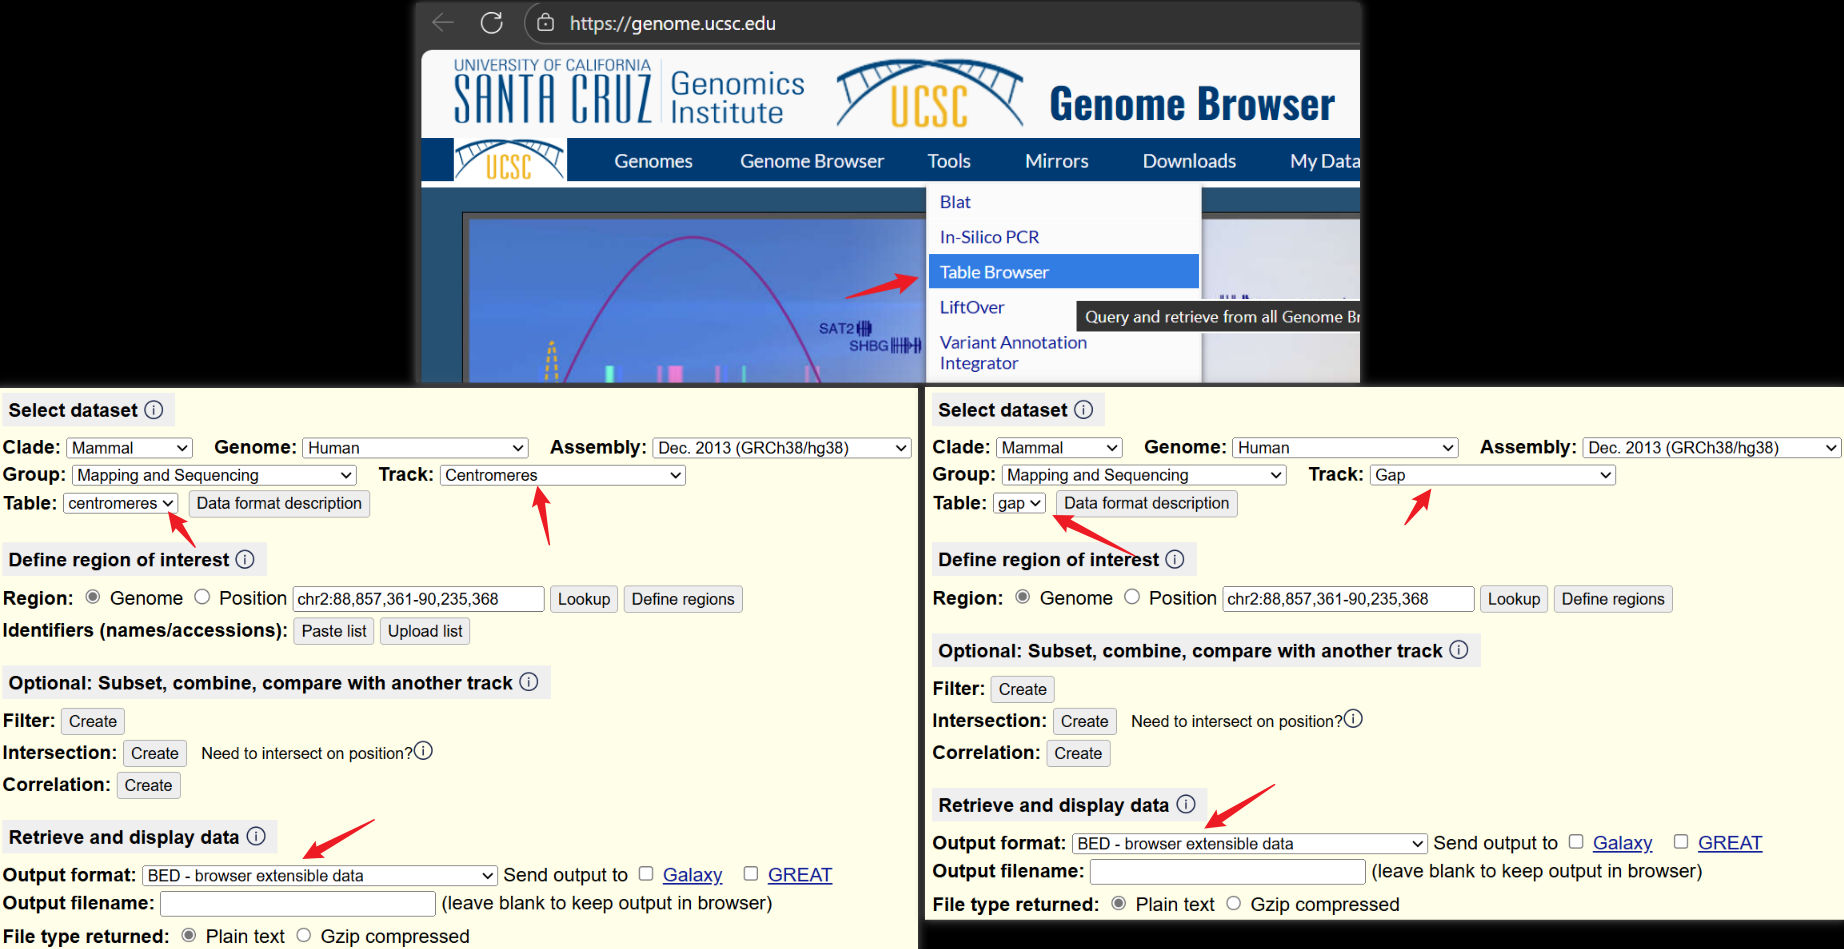 https://genome.ucsc.edu
UNIVERSITY OF CALIFORNIA
SANTA CRUZ
Genomics
Institute
UCSC
Genome Browser
UCSC
Genomes
Genome Browser
Tools
Mirrors
Downloads
My Data
Blat
In-Silico PCR
Table Browser
LiftOver
Query and retrieve from all Genome Br
Variant Annotation
Integrator
SAT2
SHBG
Select dataset
Clade: Mammal Genome: Human Assembly: Dec. 2013 (GRCh38/hg38)
Group: Mapping and Sequencing Track: Centromeres
Table: centromeres Data format description
Define region of interest
Region: Genome Position chr2:88,857,361-90,235,368 Lookup Define regions
Identifiers (names/accessions): Paste list Upload list
Optional: Subset, combine, compare with another track
Filter: Create
Intersection: Create Need to intersect on position?
Correlation: Create
Retrieve and display data
Output format: BED - browser extensible data Send output to Galaxy GREAT
Output filename: (leave blank to keep output in browser)
File type returned: Plain text Gzip compressed
Select dataset
Clade: Mammal Genome: Human Assembly: Dec. 2013 (GRCh38/hg38)
Group: Mapping and Sequencing Track: Gap
Table: gap Data format description
Define region of interest
Region: Genome Position chr2:88,857,361-90,235,368 Lookup Define regions
Optional: Subset, combine, compare with another track
Filter: Create
Intersection: Create Need to intersect on position?
Correlation: Create
Retrieve and display data
Output format: BED - browser extensible data Send output to Galaxy GREAT
Output filename: (leave blank to keep output in browser)
File type returned: Plain text Gzip compressed